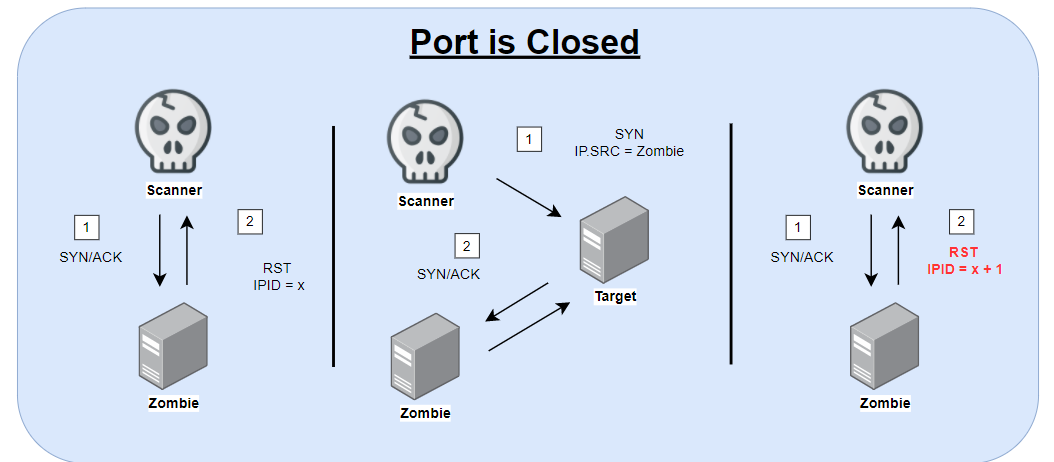 Port is Closed
Scanner
1
SYN/ACK
2
RST
IPID = x
Zombie
1
SYN
IP.SRC = Zombie
Scanner
2
SYN/ACK
Target
Zombie
Scanner
1
SYN/ACK
2
RST
IPID = x + 1
Zombie